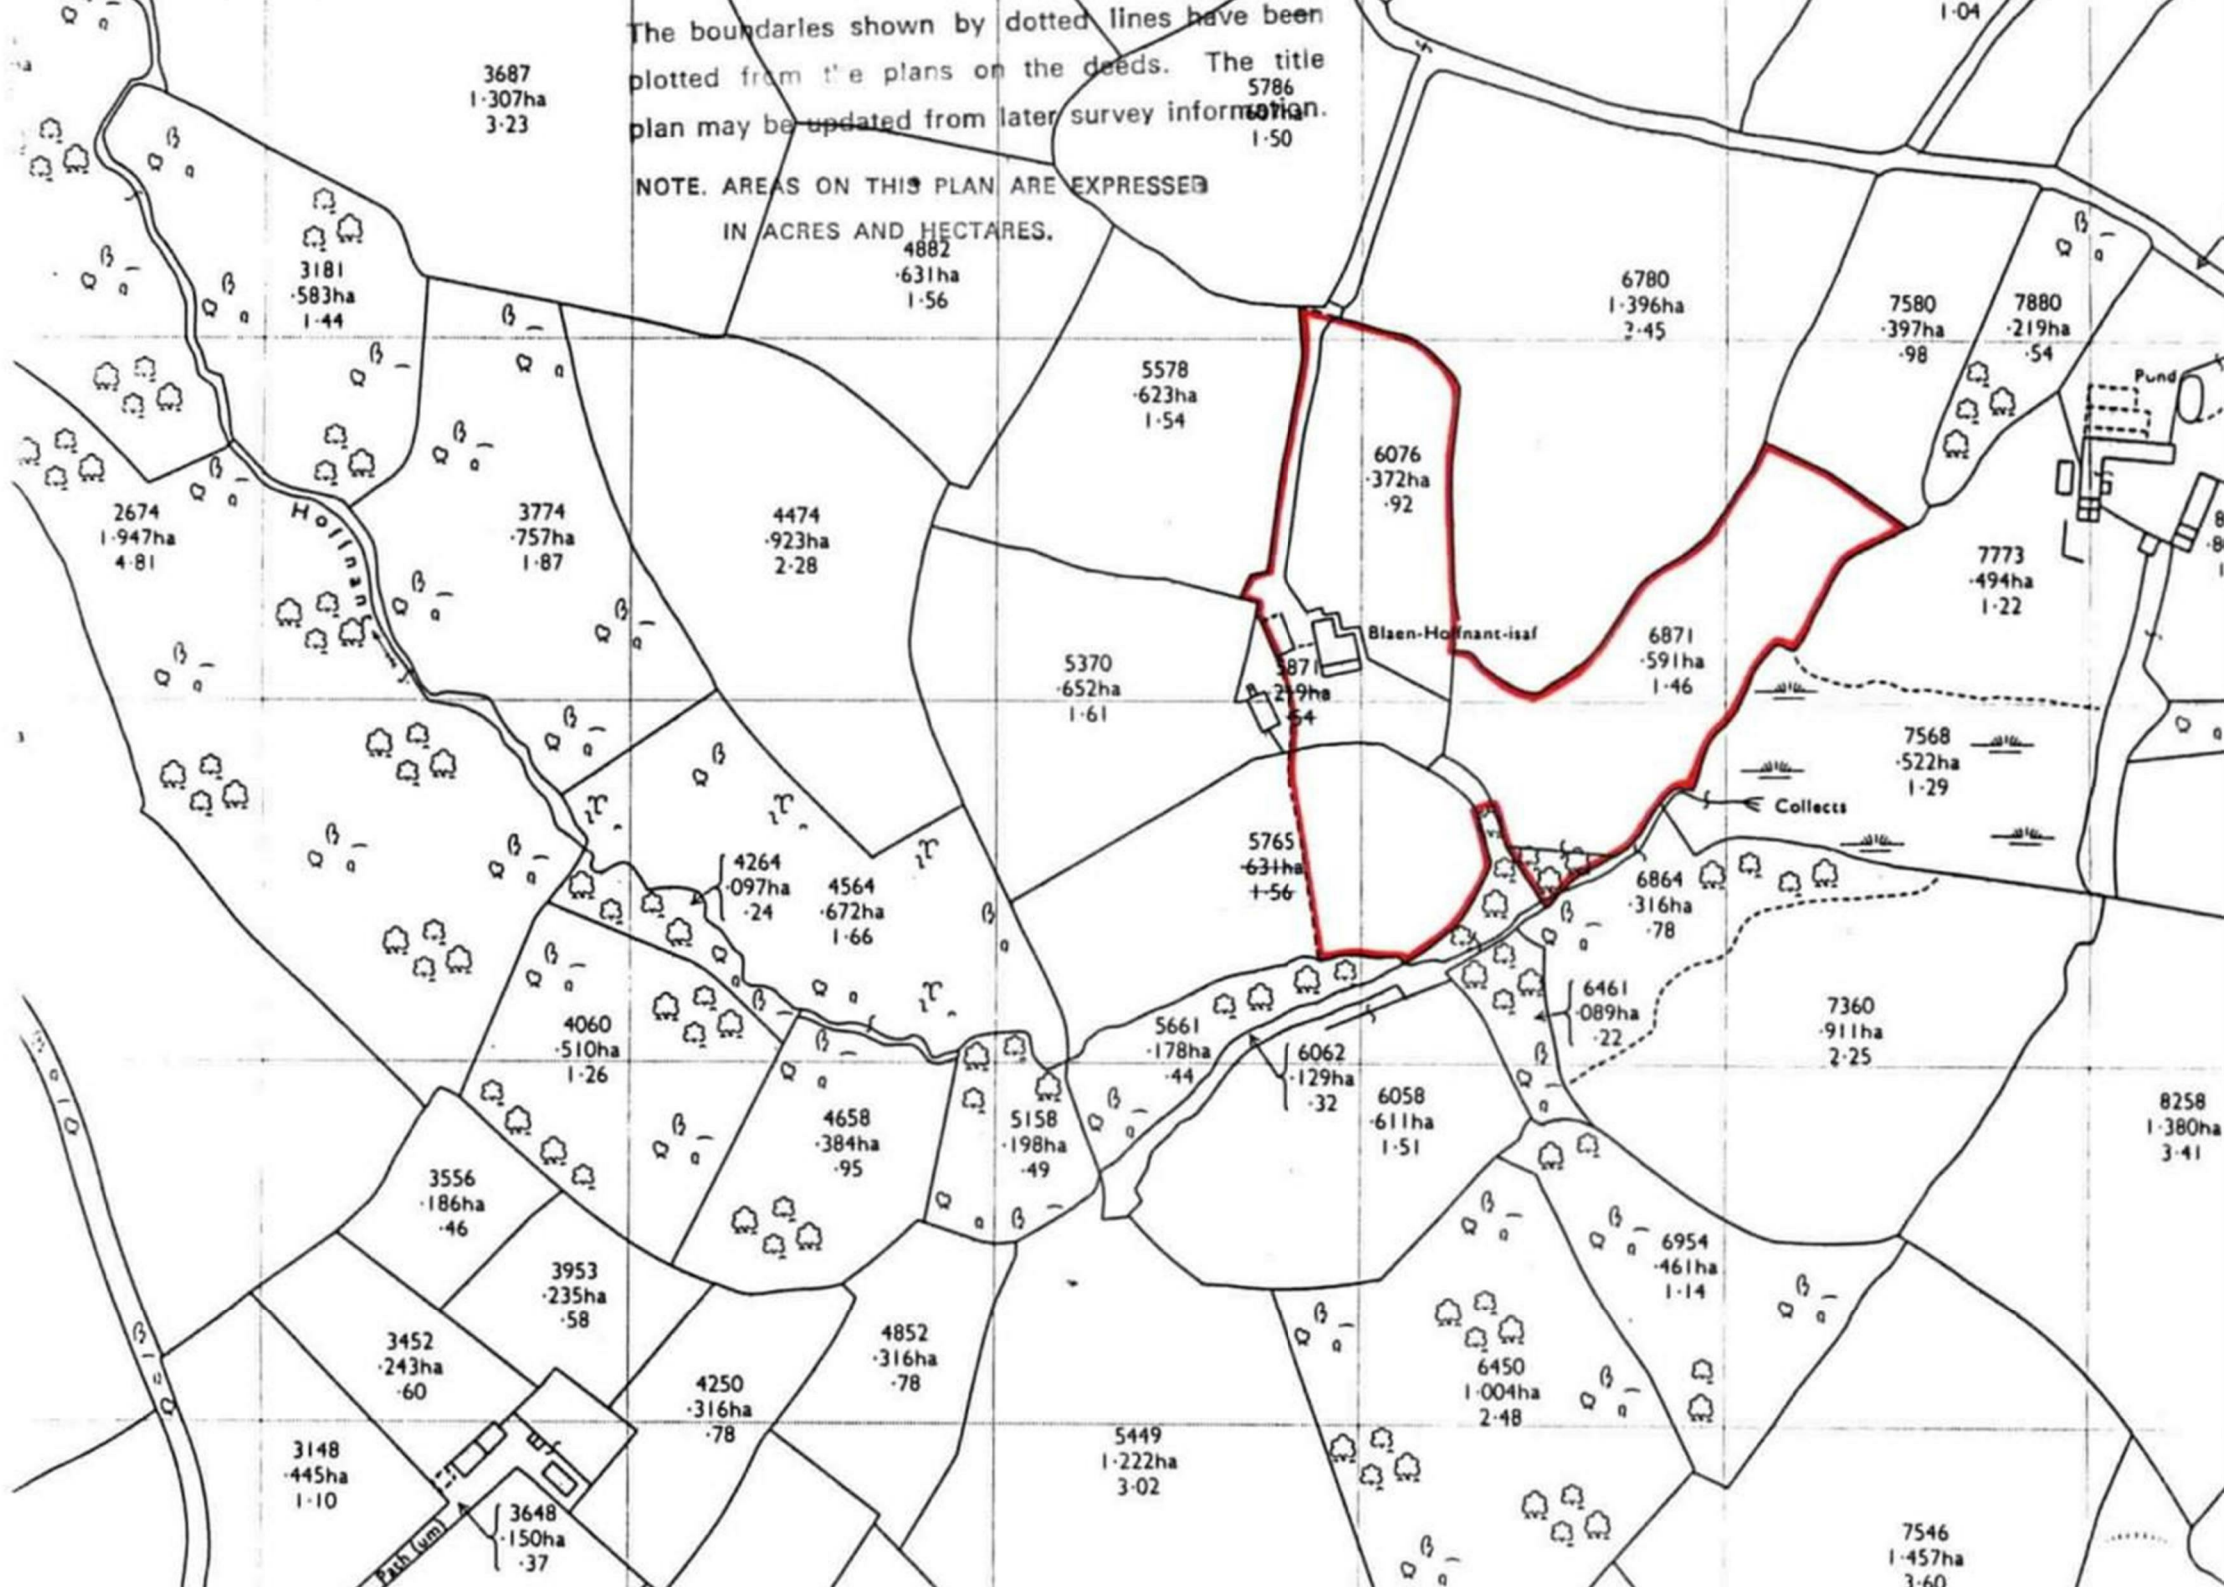 The boundaries shown by dotted lines have been
plotted from the plans on the deeds. The title
plan may be updated from later survey information.
NOTE. AREAS ON THIS PLAN ARE EXPRESSED
IN ACRES AND HECTARES.
1·04
3687
1·307ha
3·23
5786
·607ha
1·50
3181
·583ha
1·44
4882
·631ha
1·56
6780
1·396ha
3·45
7580
·397ha
·98
7880
·219ha
·54
Pund
5578
·623ha
1·54
6076
·372ha
·92
2674
1·947ha
4·81
Hoffnant
3774
·757ha
1·87
4474
·923ha
2·28
7773
·494ha
1·22
Blaen-Hoffnant-isaf
5370
·652ha
1·61
5871
·219ha
·54
6871
·591ha
1·46
7568
·522ha
1·29
Collects
5765
·631ha
1·56
4264
·097ha
·24
4564
·672ha
1·66
6864
·316ha
·78
6461
·089ha
·22
7360
·911ha
2·25
4060
·510ha
1·26
5661
·178ha
·44
6062
·129ha
·32
6058
·611ha
1·51
4658
·384ha
·95
5158
·198ha
·49
8258
1·380ha
3·41
3556
·186ha
·46
3953
·235ha
·58
6954
·461ha
1·14
3452
·243ha
·60
4852
·316ha
·78
4250
·316ha
·78
6450
1·004ha
2·48
3148
·445ha
1·10
5449
1·222ha
3·02
3648
·150ha
·37
Path (um)
7546
1·457ha
3·60